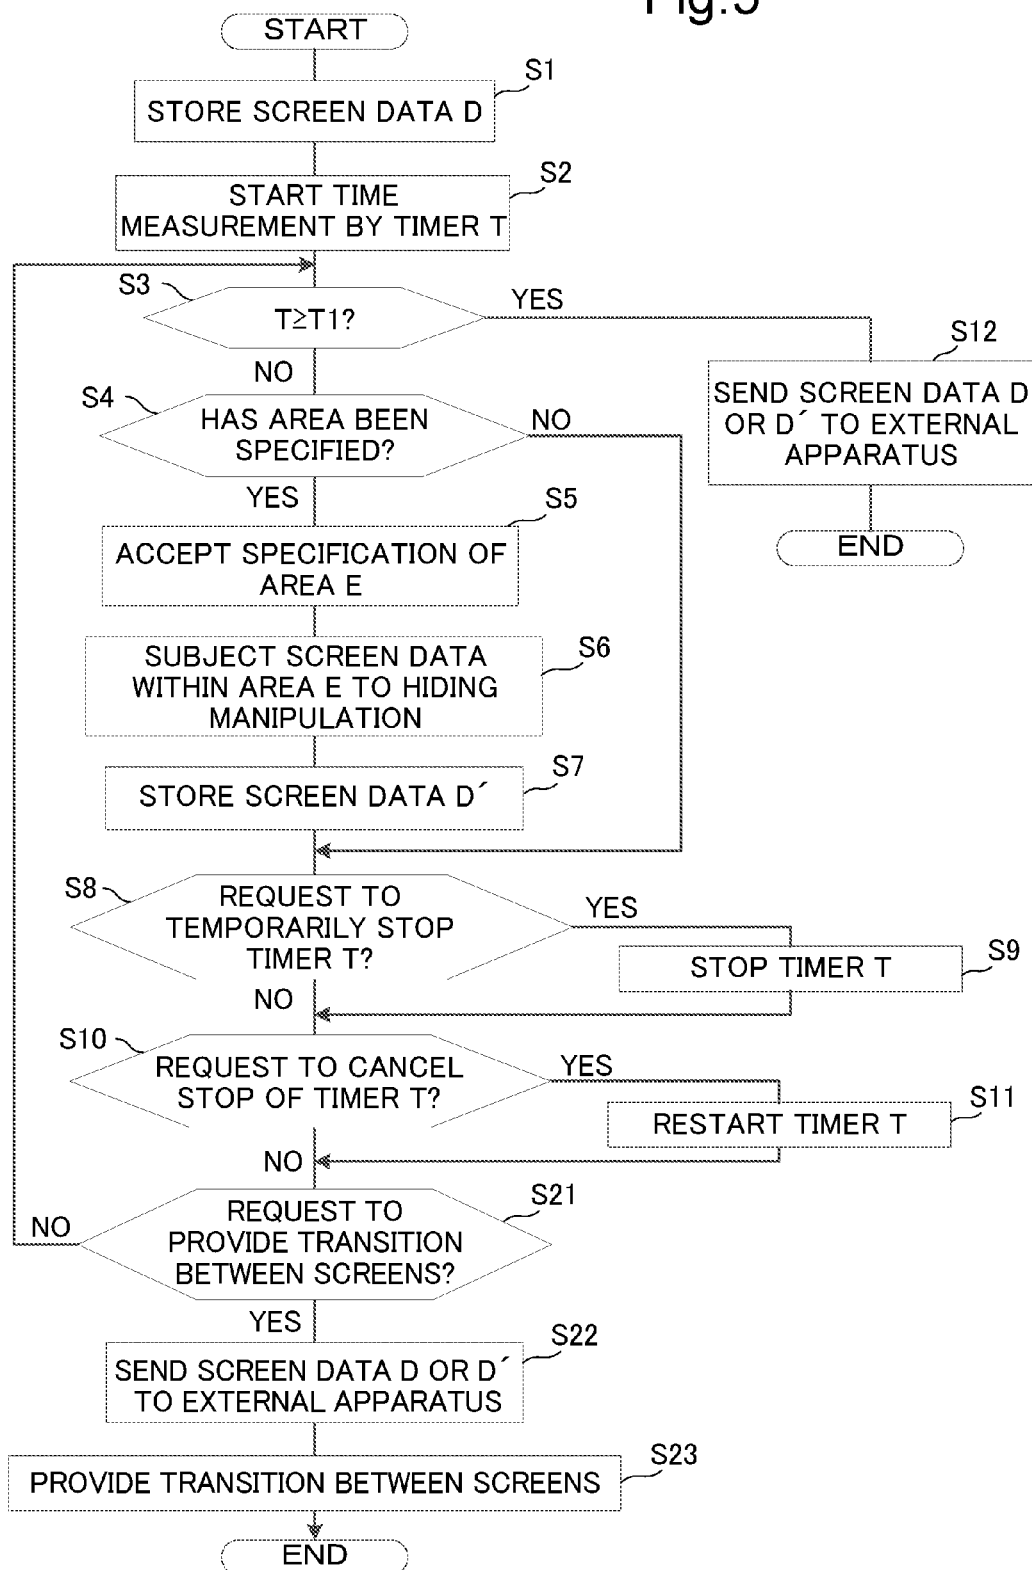 Fig.5
START
S1
STORE SCREEN DATA D
S2
START TIME
MEASUREMENT BY TIMER T
S3
T≥T1?
YES
NO
S12
SEND SCREEN DATA D
OR D´ TO EXTERNAL
APPARATUS
END
S4
HAS AREA BEEN
SPECIFIED?
NO
YES
S5
ACCEPT SPECIFICATION OF
AREA E
S6
SUBJECT SCREEN DATA
WITHIN AREA E TO HIDING
MANIPULATION
S7
STORE SCREEN DATA D´
S8
REQUEST TO
TEMPORARILY STOP
TIMER T?
YES
NO
S9
STOP TIMER T
S10
REQUEST TO CANCEL
STOP OF TIMER T?
YES
NO
S11
RESTART TIMER T
S21
REQUEST TO
PROVIDE TRANSITION
BETWEEN SCREENS?
NO
YES
S22
SEND SCREEN DATA D OR D´
TO EXTERNAL APPARATUS
S23
PROVIDE TRANSITION BETWEEN SCREENS
END